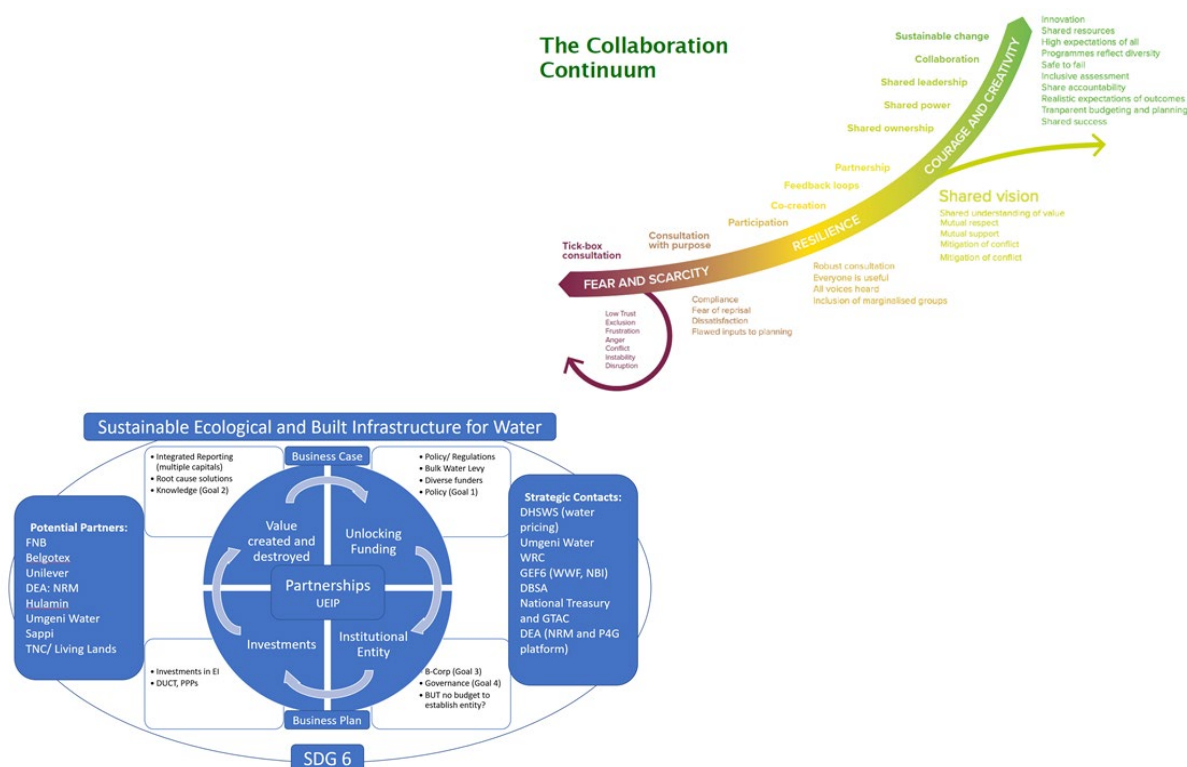 The Collaboration
Continuum
Sustainable change
Collaboration
Shared leadership
Shared power
Shared ownership
Partnership
Feedback loops
Co-creation
Participation
Consultation
with purpose
Tick-box
consultation
FEAR AND SCARCITY
RESILIENCE
COURAGE AND CREATIVITY
Innovation
Shared resources
High expectations of all
Programmes reflect diversity
Safe to fail
Inclusive assessment
Share accountability
Realistic expectations of outcomes
Tranparent budgeting and planning
Shared success
Shared vision
Shared understanding of value
Mutual respect
Mutual support
Mitigation of conflict
Mitigation of conflict
Robust consultation
Everyone is useful
All voices heard
Inclusion of marginalised groups
Compliance
Fear of reprisal
Dissatisfaction
Flawed inputs to planning
Low Trust
Exclusion
Frustration
Anger
Conflict
Instability
Disruption
Sustainable Ecological and Built Infrastructure for Water
Business Case
• Integrated Reporting
(multiple capitals)
• Root cause solutions
• Knowledge (Goal 2)
• Policy/ Regulations
• Bulk Water Levy
• Diverse funders
• Policy (Goal 1)
Potential Partners:
FNB
Belgotex
Unilever
DEA: NRM
Hulamin
Umgeni Water
Sappi
TNC/ Living Lands
Value
created and
destroyed
Unlocking
Funding
Partnerships
UEIP
Investments
Institutional
Entity
Strategic Contacts:
DHSWS (water
pricing)
Umgeni Water
WRC
GEF6 (WWF, NBI)
DBSA
National Treasury
and GTAC
DEA (NRM and P4G
platform)
• Investments in EI
• DUCT, PPPs
• B-Corp (Goal 3)
• Governance (Goal 4)
• BUT no budget to
establish entity?
Business Plan
SDG 6